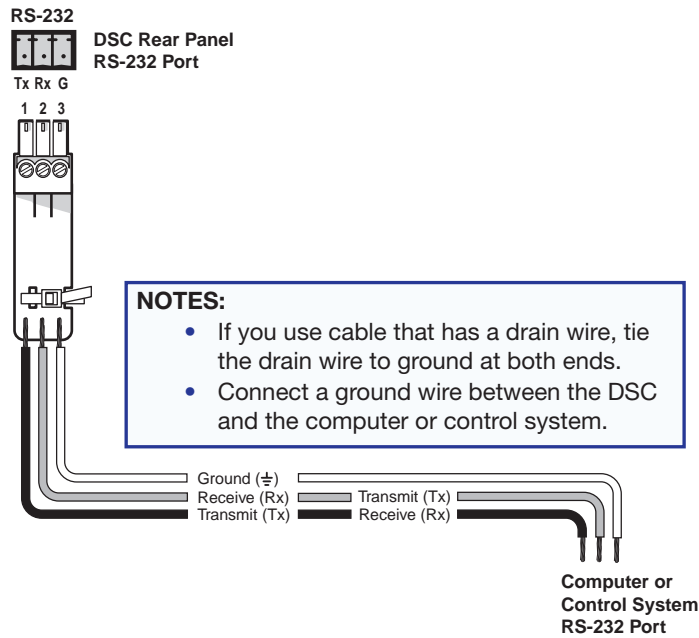 RS-232
DSC Rear Panel
RS-232 Port
Tx Rx G
1 2 3
NOTES:
• If you use cable that has a drain wire, tie
the drain wire to ground at both ends.
• Connect a ground wire between the DSC
and the computer or control system.
Ground (⏚)
Receive (Rx) Transmit (Tx)
Transmit (Tx) Receive (Rx)
Computer or
Control System
RS-232 Port